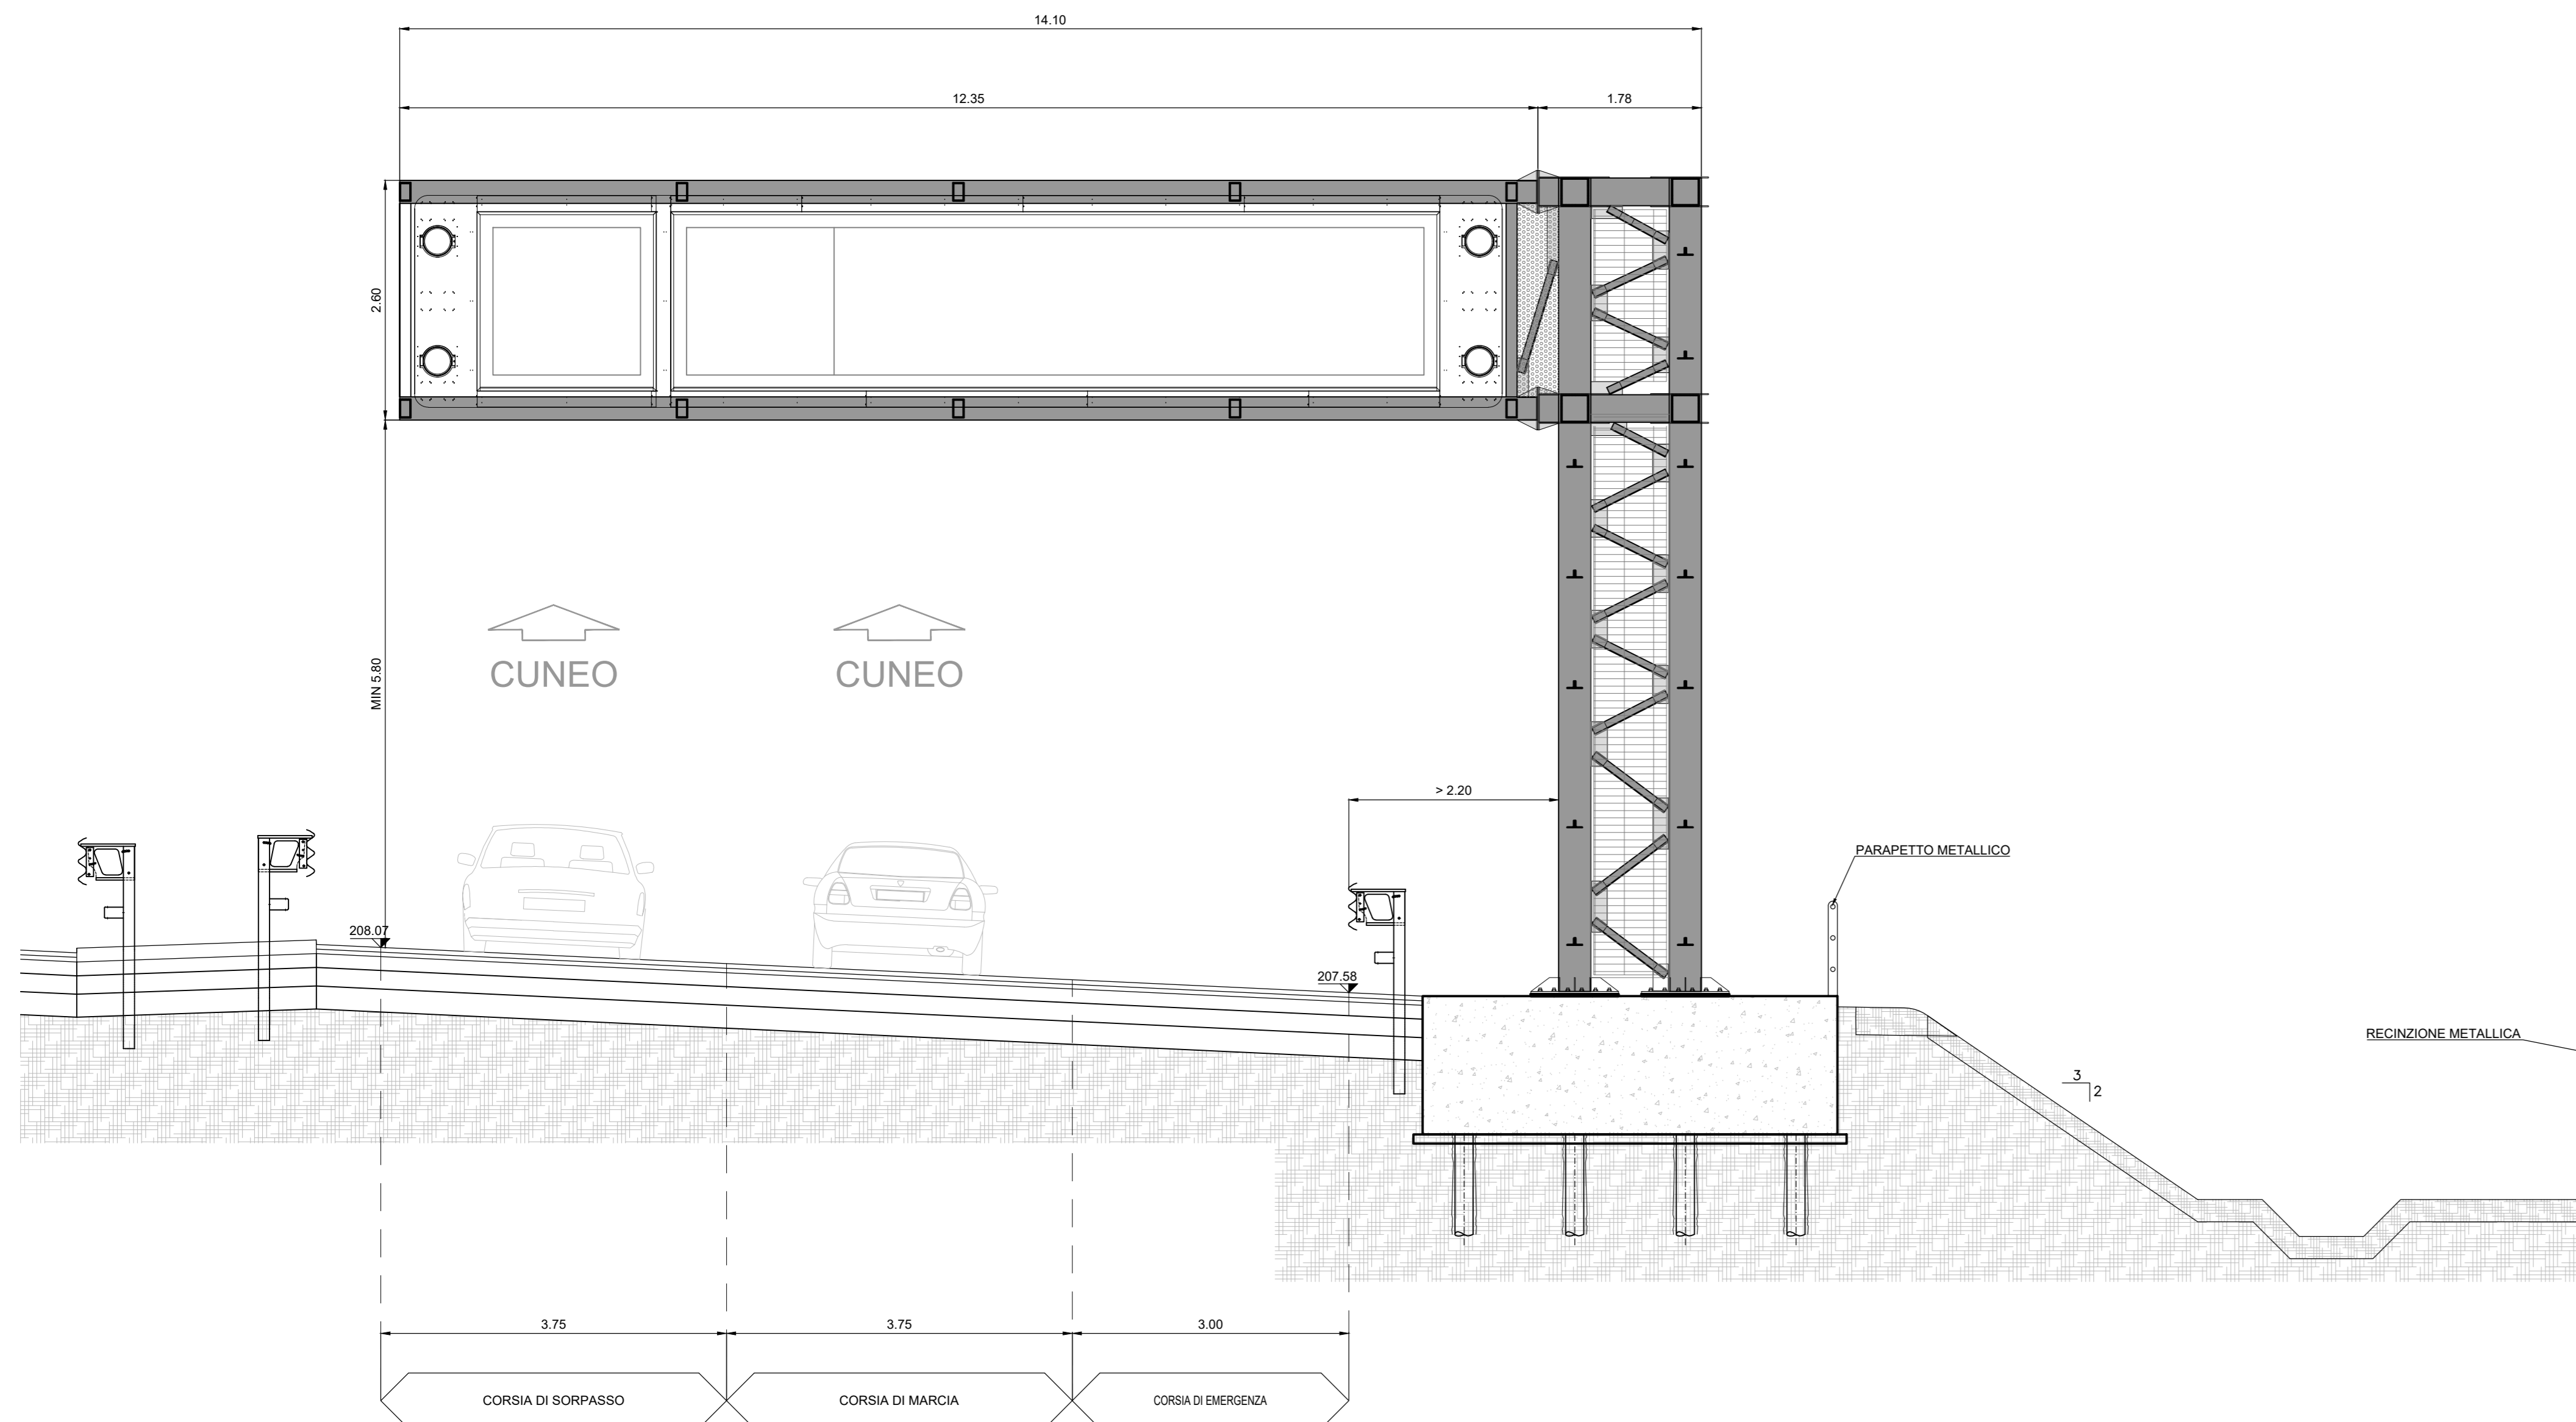 14.10
12.35
1.78
2.60
CUNEO
CUNEO
MIN 5.80
> 2.20
PARAPETTO METALLICO
208.07
207.58
RECINZIONE METALLICA
3
2
3.75
3.75
3.00
CORSIA DI SORPASSO
CORSIA DI MARCIA
CORSIA DI EMERGENZA